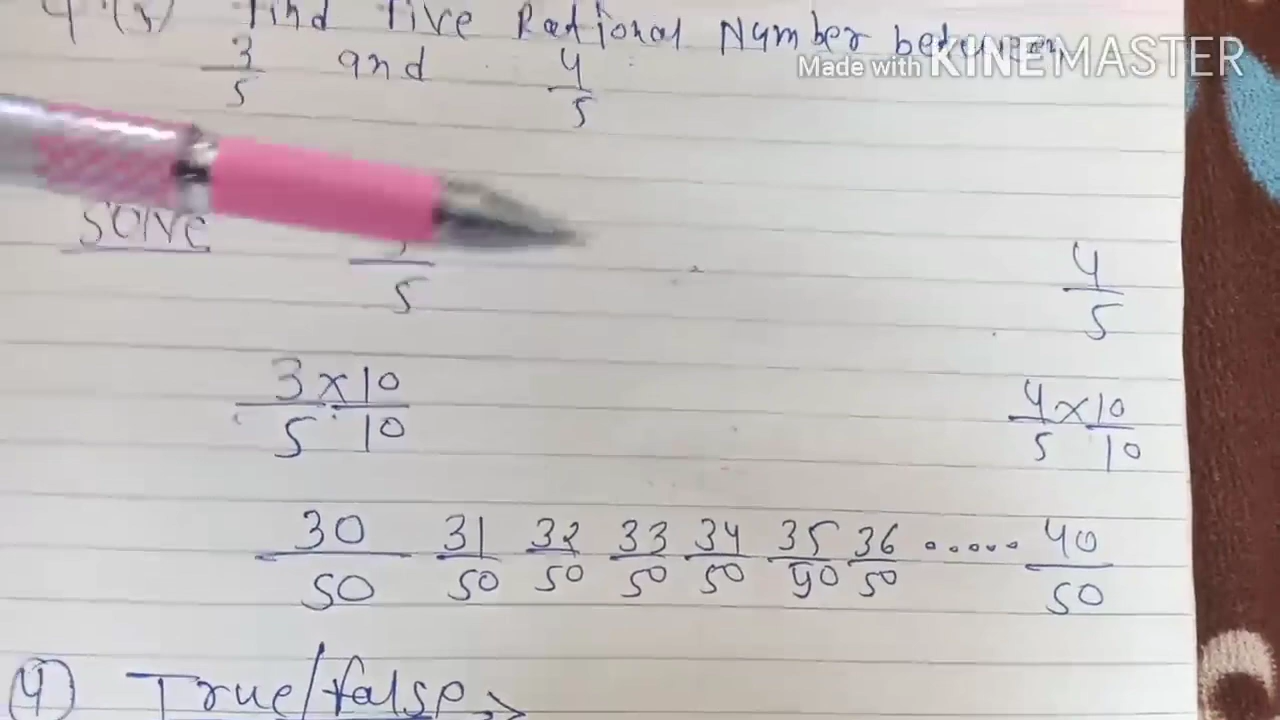 Find Five Rational Number between
3/5 and 4/5
Made with KINEMASTER
Solve
5 4/5
3×10/5 10 4×10/5 10
30/50 31/50 32/50 33/50 34/50 35/50 36/50 ..... 40/50
(4) True/false